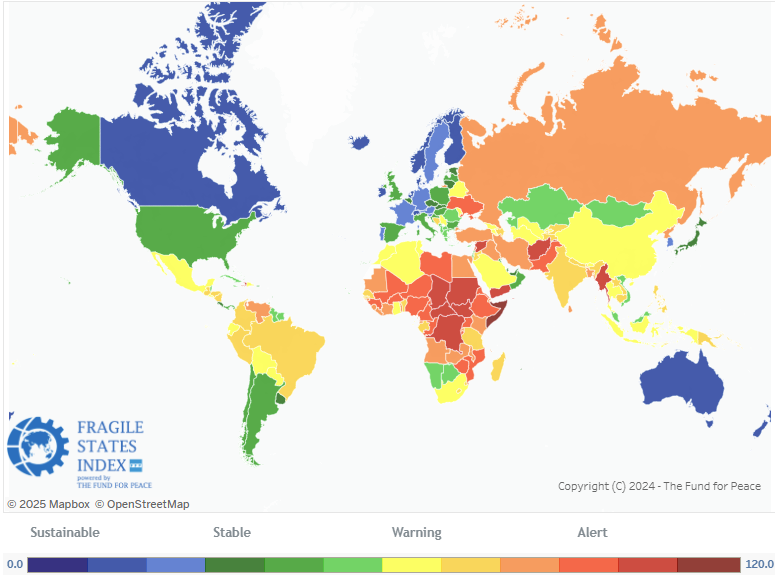 FRAGILE
STATES
INDEX
powered by
THE FUND FOR PEACE
Copyright (C) 2024 - The Fund for Peace
© 2025 Mapbox © OpenStreetMap
Sustainable Stable Warning Alert
0.0 120.0